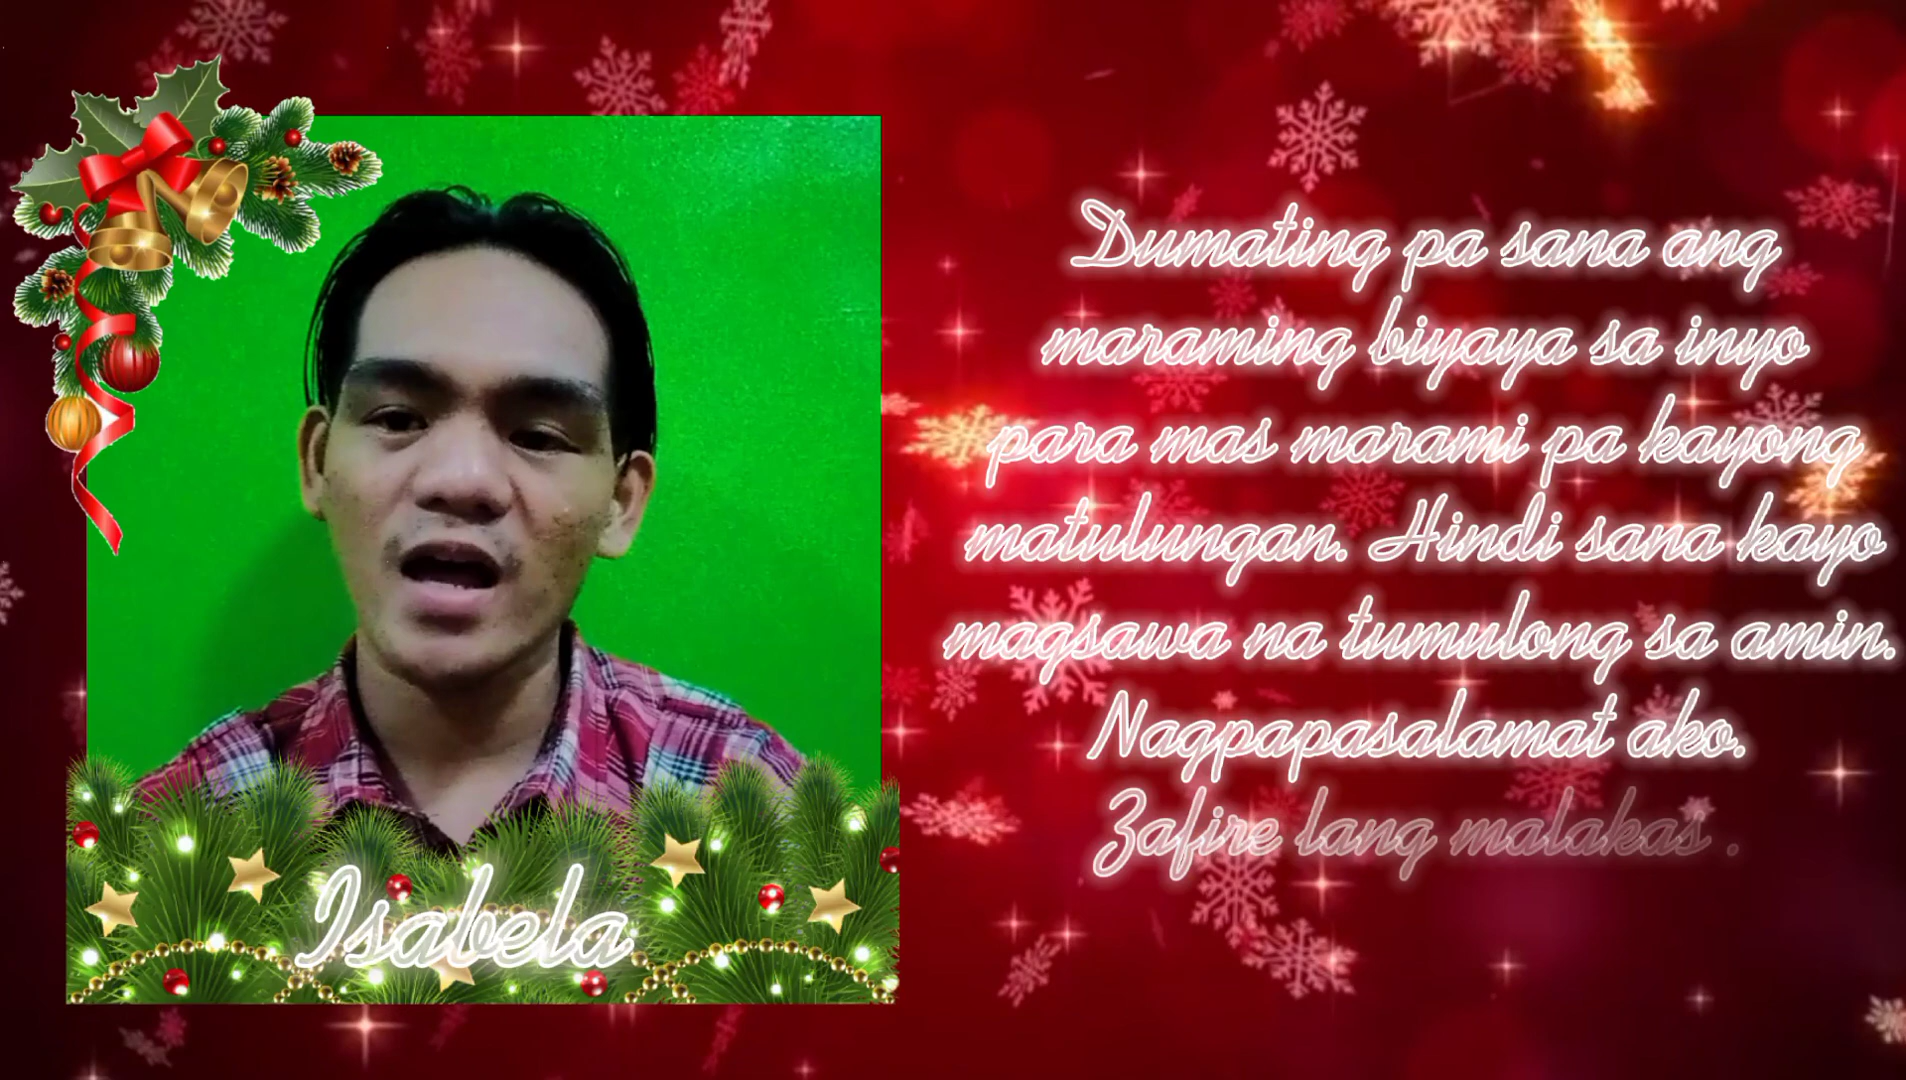 Dumating pa sana ang
maraming biyaya sa inyo
para mas marami pa kayong
matulungan. Hindi sana kayo
magsawa na tumulong sa amin.
Nagpapasalamat ako.
Zafire lang malakas .
Isabela